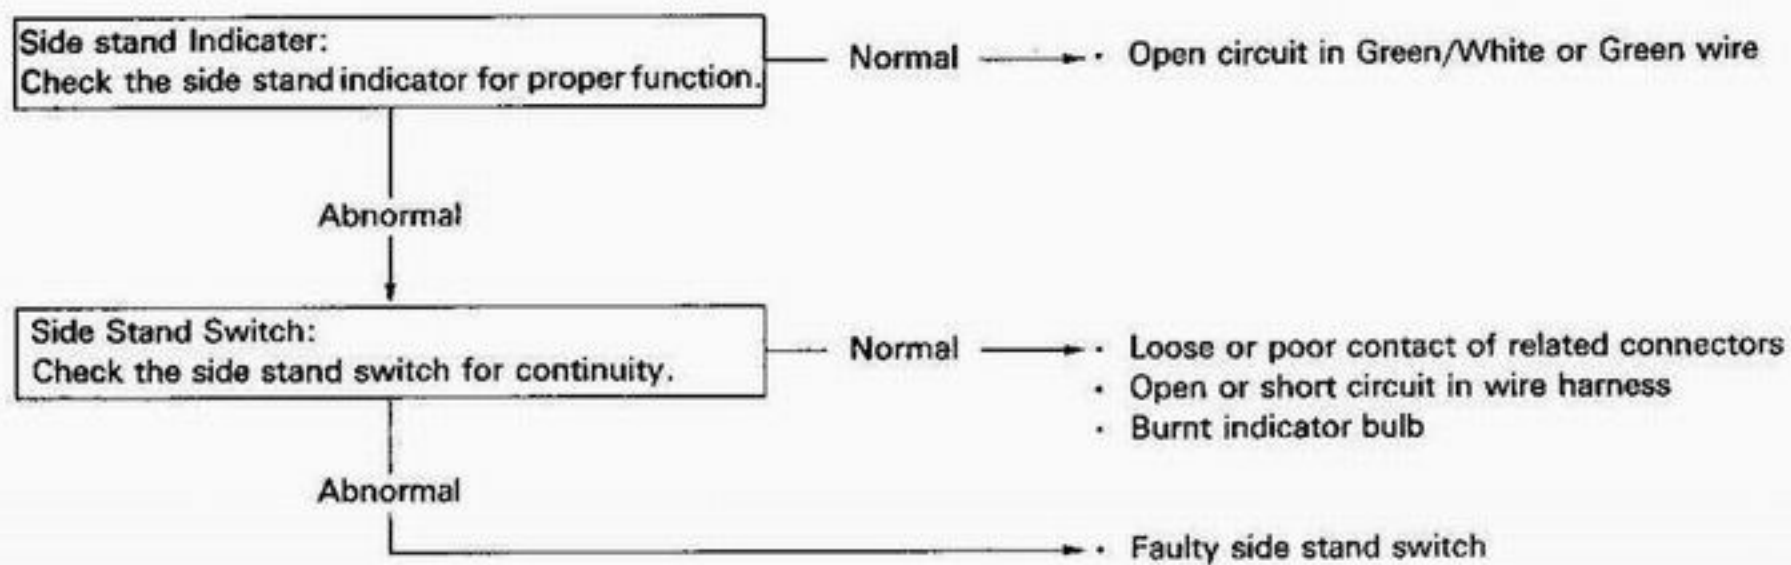 Side stand Indicater:
Check the side stand indicator for proper function.
Normal
· Open circuit in Green/White or Green wire
Abnormal
Side Stand Switch:
Check the side stand switch for continuity.
Normal
· Loose or poor contact of related connectors
· Open or short circuit in wire harness
· Burnt indicator bulb
Abnormal
· Faulty side stand switch